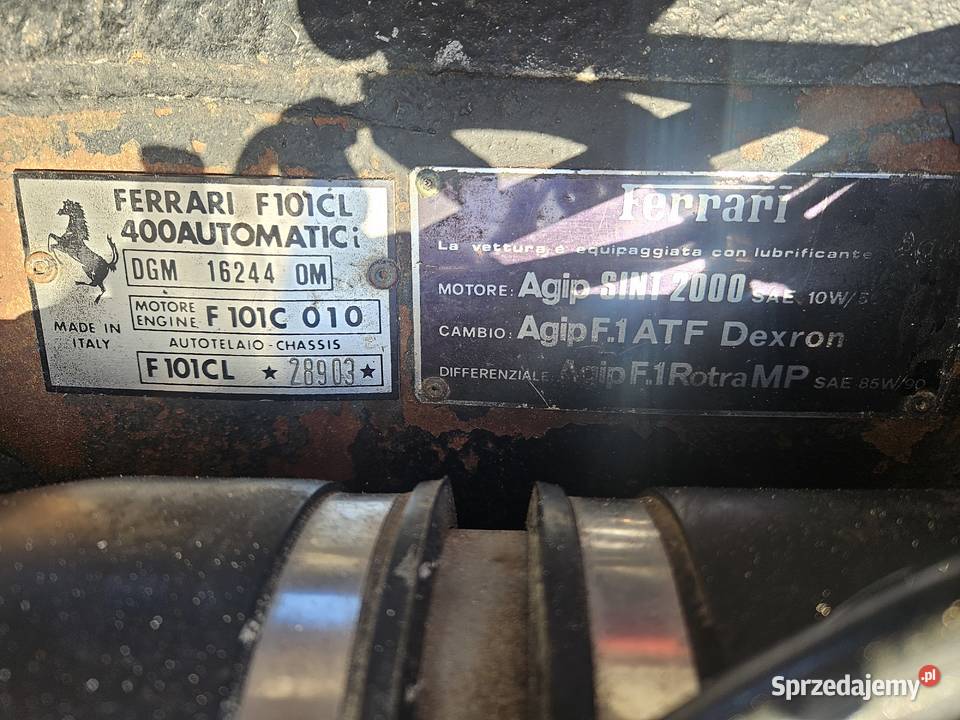 FERRARI F101CL
400AUTOMATICi
DGM 16244 OM
MOTORE
ENGINE F 101C 010
MADE IN
ITALY
AUTOTELAIO - CHASSIS
F101CL ★ 28903 ★
Ferrari
La vettura è equipaggiata con lubrificante
MOTORE: Agip SINT 2000 SAE 10W/50
CAMBIO: Agip F.1 ATF Dexron
DIFFERENZIALE: Agip F.1 Rotra MP SAE 85W/90
Sprzedajemy.pl